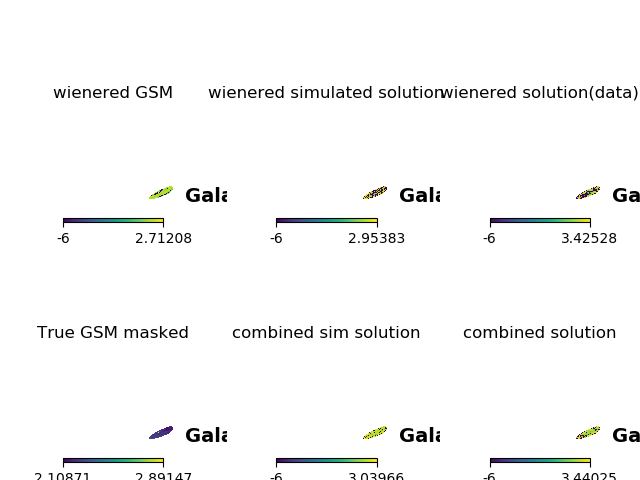 wienered GSM wienered simulated solution wienered solution(data)
Gala Gala Ga
-6 2.71208 -6 2.95383 -6 3.42528
True GSM masked combined sim solution combined solution
Gala Gala Ga
2.10871 2.89147 -6 3.03966 -6 3.44025